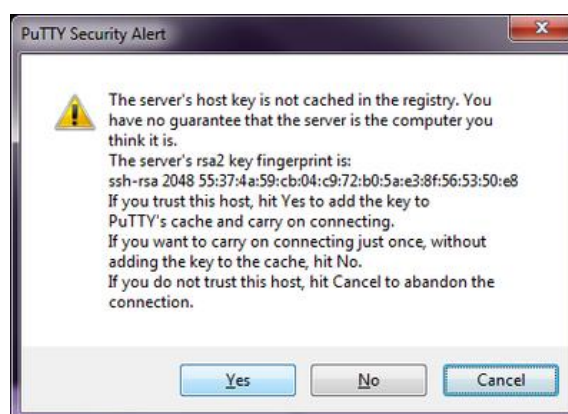 PuTTY Security Alert
x
The server's host key is not cached in the registry. You
have no guarantee that the server is the computer you
think it is.
The server's rsa2 key fingerprint is:
ssh-rsa 2048 55:37:4a:59:cb:04:c9:72:b0:5a:e3:8f:56:53:50:e8
If you trust this host, hit Yes to add the key to
PuTTY's cache and carry on connecting.
If you want to carry on connecting just once, without
adding the key to the cache, hit No.
If you do not trust this host, hit Cancel to abandon the
connection.
Yes No Cancel